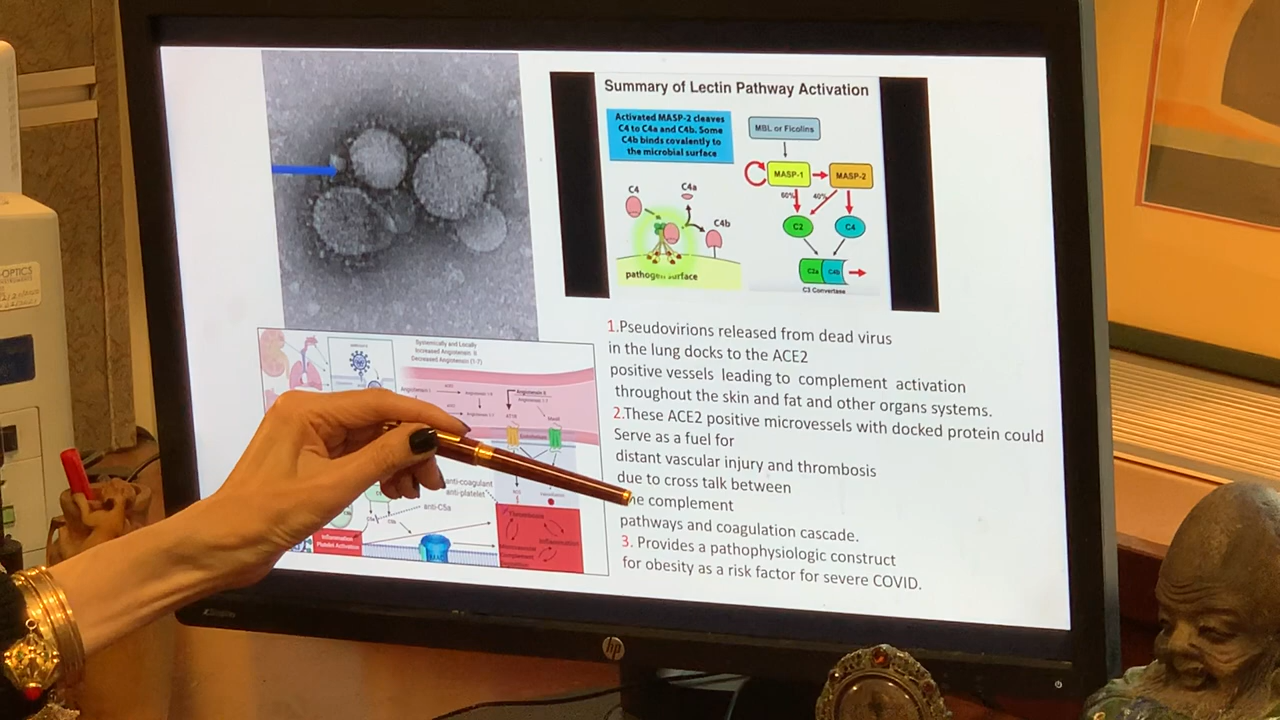 Summary of Lectin Pathway Activation
Activated MASP-2 cleaves
C4 to C4a and C4b. Some
C4b binds covalently to
the microbial surface
MBL or Ficolins
MASP-1
MASP-2
60%
40%
C4
C4a
C4b
C2
C4
pathogen surface
C2a
C4b
C3 Convertase
1.Pseudovirions released from dead virus
in the lung docks to the ACE2
positive vessels leading to complement activation
throughout the skin and fat and other organs systems.
2.These ACE2 positive microvessels with docked protein could
Serve as a fuel for
distant vascular injury and thrombosis
due to cross talk between
he complement
pathways and coagulation cascade.
3. Provides a pathophysiologic construct
for obesity as a risk factor for severe COVID.
Systemically and Locally
Increased Angiotensin II
Decreased Angiotensin (1-7)
Angiotensin II
anti-coagulant
anti-platelet
anti-C5a
Thrombosis
Inflammation
Inflammation
Platelet Activation
MAC
hp
-OPTICS